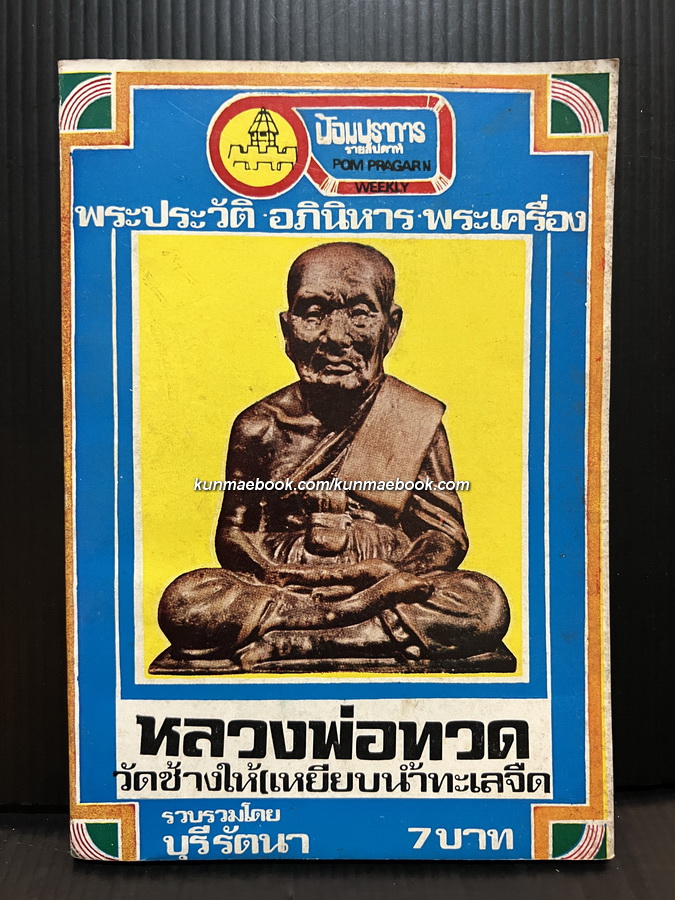 ป้อมปราการ
รายสัปดาห์
POM PRAGARN
WEEKLY
พระประวัติ · อภินิหาร · พระเครื่อง
kunmaebook.com/kunmaebook.com
หลวงพ่อทวด
วัดช้างให้(เหยียบน้ำทะเลจืด
รวบรวมโดย
บุรีรัตนา 7 บาท